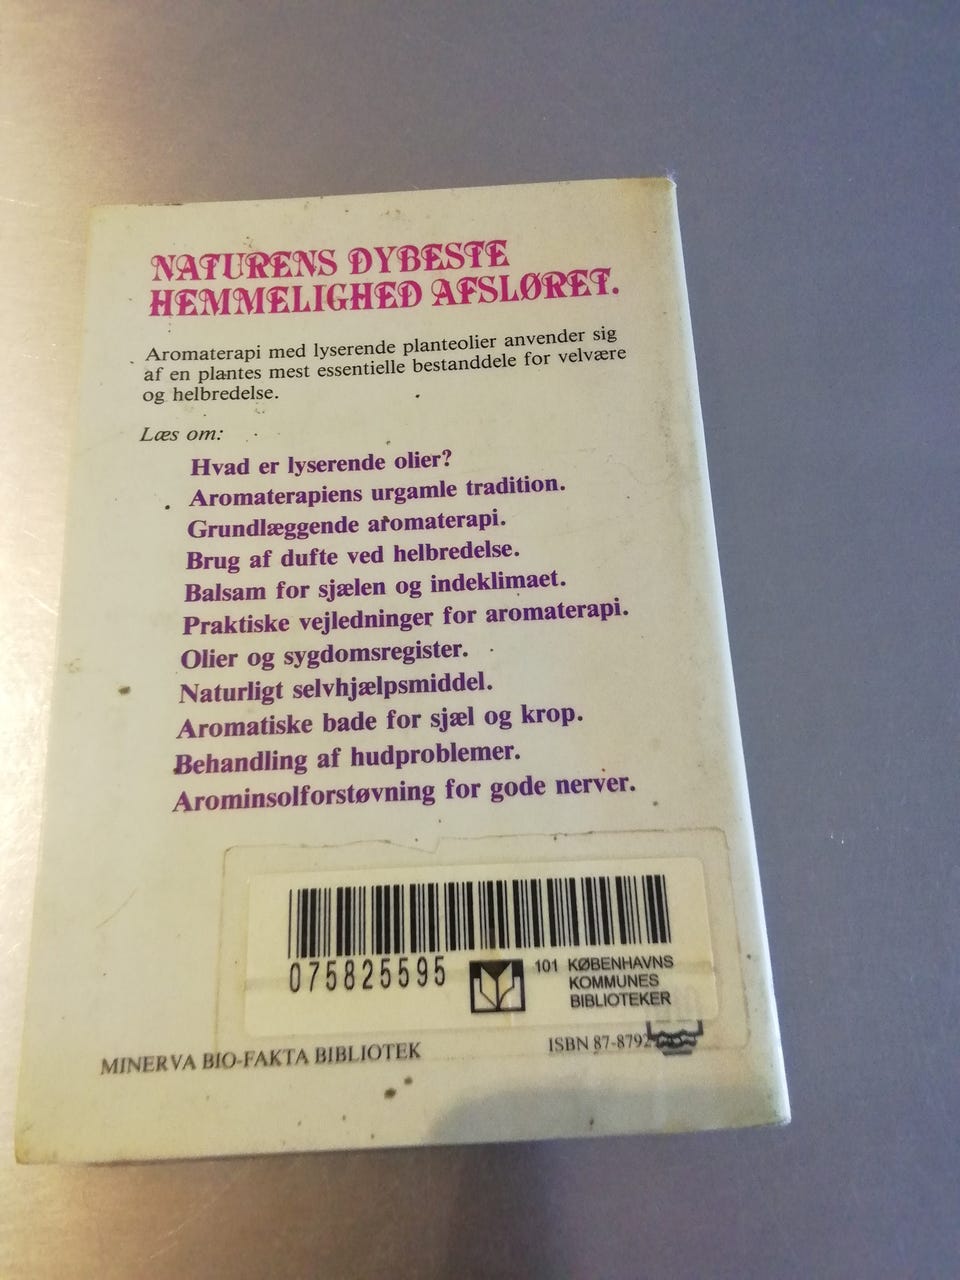 NATURENS DYBESTE
HEMMELIGHED AFSLØRET.
Aromaterapi med lyserende planteolier anvender sig
af en plantes mest essentielle bestanddele for velvære
og helbredelse.
Læs om:
Hvad er lyserende olier?
Aromaterapiens urgamle tradition.
Grundlæggende aromaterapi.
Brug af dufte ved helbredelse.
Balsam for sjælen og indeklimaet.
Praktiske vejledninger for aromaterapi.
Olier og sygdomsregister.
Naturligt selvhjælpsmiddel.
Aromatiske bade for sjæl og krop.
Behandling af hudproblemer.
Arominsolforstøvning for gode nerver.
075825595
101 KØBENHAVNS
KOMMUNES
BIBLIOTEKER
MINERVA BIO-FAKTA BIBLIOTEK
ISBN 87-8792